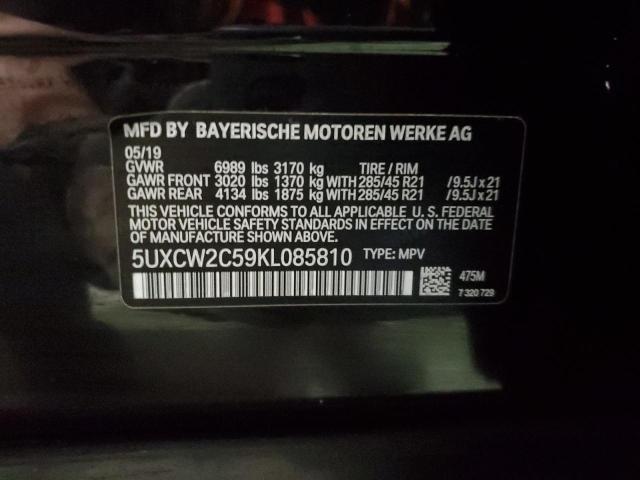 MFD BY BAYERISCHE MOTOREN WERKE AG
05/19
GVWR 6989 lbs 3170 kg TIRE / RIM
GAWR FRONT 3020 lbs 1370 kg WITH 285/45 R21 /9.5J x 21
GAWR REAR 4134 lbs 1875 kg WITH 285/45 R21 /9.5J x 21
THIS VEHICLE CONFORMS TO ALL APPLICABLE U. S. FEDERAL
MOTOR VEHICLE SAFETY STANDARDS IN EFFECT ON THE DATE
OF MANUFACTURE SHOWN ABOVE.
5UXCW2C59KL085810 TYPE: MPV
475M
7 320 729